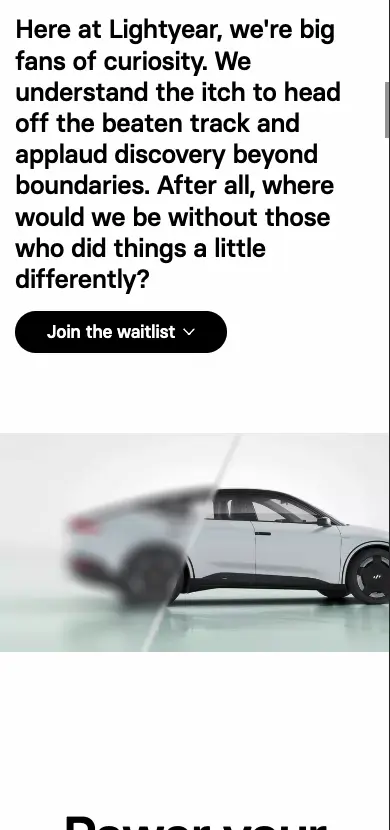 Here at Lightyear, we're big
fans of curiosity. We
understand the itch to head
off the beaten track and
applaud discovery beyond
boundaries. After all, where
would we be without those
who did things a little
differently?
Join the waitlist
Power your